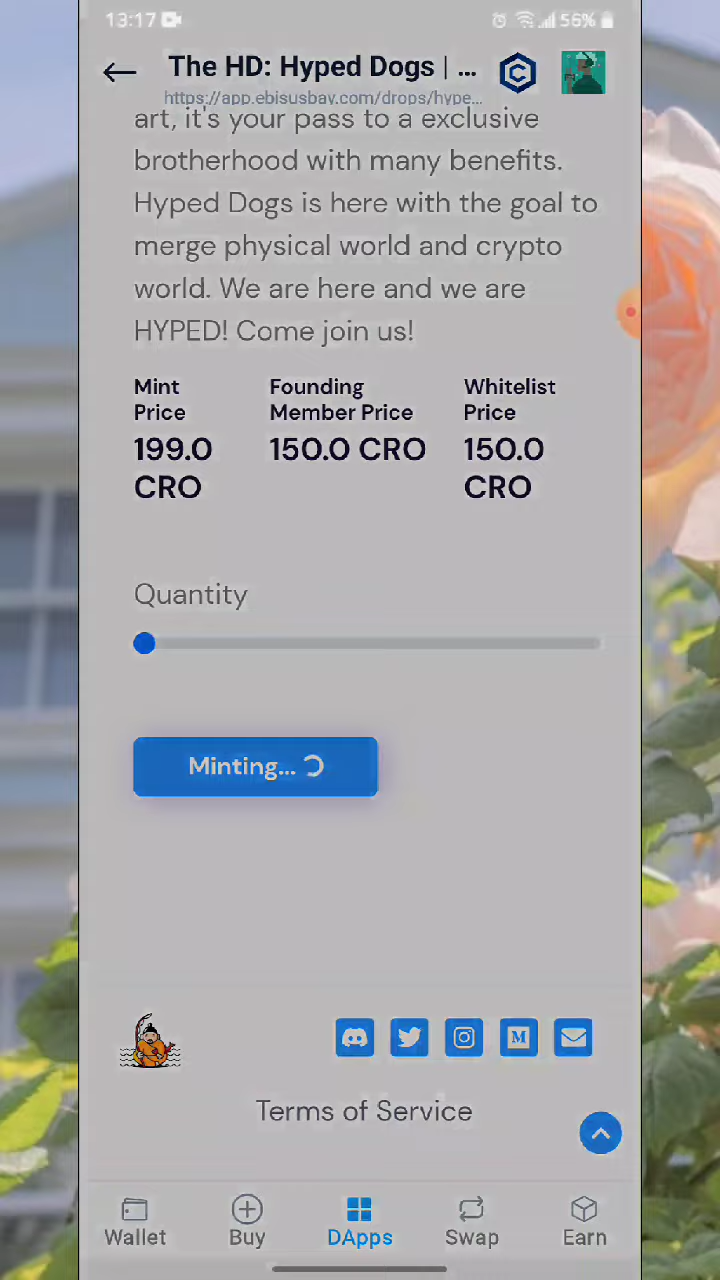 13:17
56%
The HD: Hyped Dogs | ...
https://app.ebisusbay.com/drops/hype...
art, it's your pass to a exclusive
brotherhood with many benefits.
Hyped Dogs is here with the goal to
merge physical world and crypto
world. We are here and we are
HYPED! Come join us!
Mint Price
199.0 CRO
Founding Member Price
150.0 CRO
Whitelist Price
150.0 CRO
Quantity
Minting...
Terms of Service
Wallet
Buy
DApps
Swap
Earn